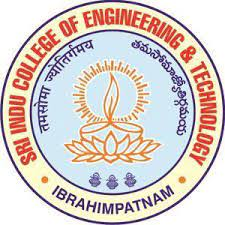 SRI INDU COLLEGE OF ENGINEERING & TECHNOLOGY
तमसोमा ज्योतिर्गमय
తమసోమాజ్యోతిర్గమయ
· IBRAHIMPATNAM ·